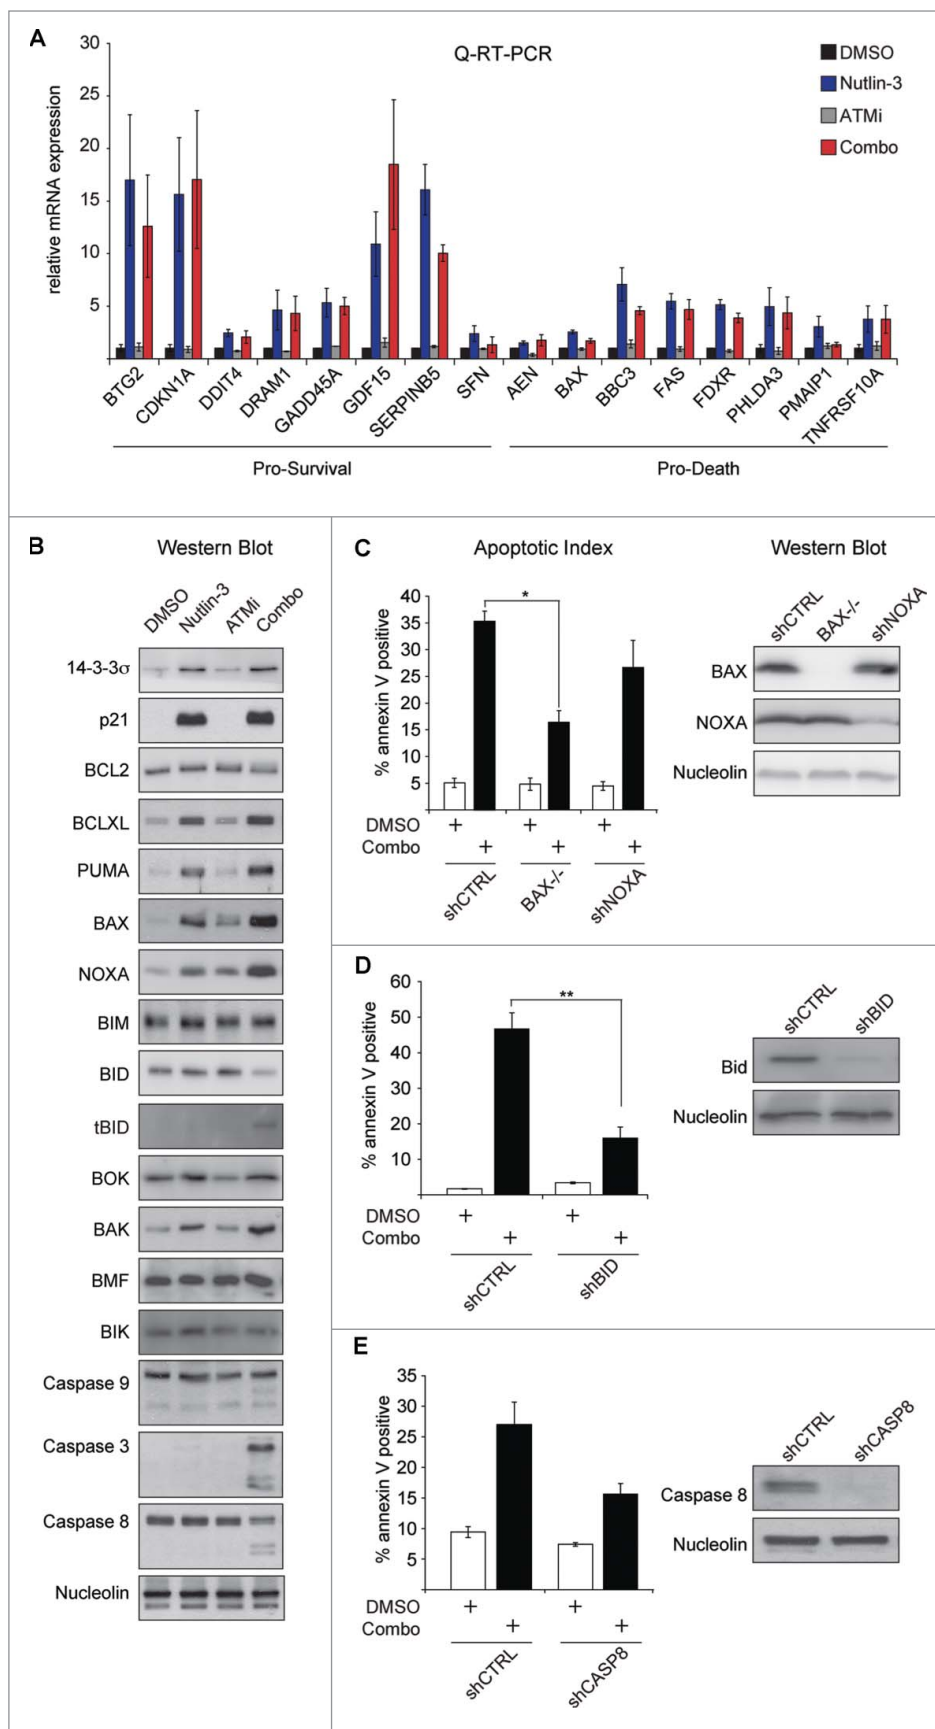 A
Q-RT-PCR
relative mRNA expression
30
25
20
15
10
5
DMSO
Nutlin-3
ATMi
Combo
BTG2
CDKN1A
DDIT4
DRAM1
GADD45A
GDF15
SERPINB5
SFN
AEN
BAX
BBC3
FAS
FDXR
PHLDA3
PMAIP1
TNFRSF10A
Pro-Survival
Pro-Death
B
Western Blot
DMSO
Nutlin-3
ATMi
Combo
14-3-3σ
p21
BCL2
BCLXL
PUMA
BAX
NOXA
BIM
BID
tBID
BOK
BAK
BMF
BIK
Caspase 9
Caspase 3
Caspase 8
Nucleolin
C
Apoptotic Index
% annexin V positive
40
35
30
25
20
15
10
5
*
DMSO + + +
Combo + + +
shCTRL
BAX-/-
shNOXA
Western Blot
shCTRL
BAX-/-
shNOXA
BAX
NOXA
Nucleolin
D
% annexin V positive
60
50
40
30
20
10
**
DMSO + +
Combo + +
shCTRL
shBID
shCTRL
shBID
Bid
Nucleolin
E
% annexin V positive
35
30
25
20
15
10
5
DMSO + +
Combo + +
shCTRL
shCASP8
shCTRL
shCASP8
Caspase 8
Nucleolin